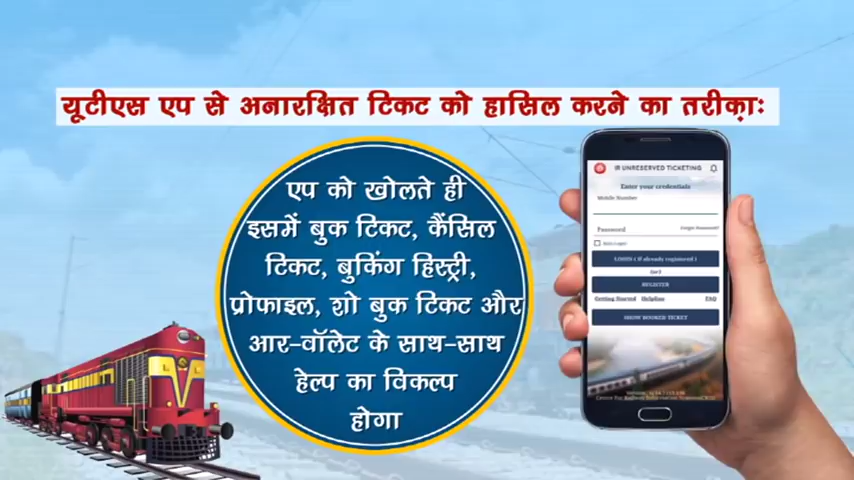 यूटीएस एप से अनारक्षित टिकट को हासिल करने का तरीक़ाः
एप को खोलते ही
इसमें बुक टिकट, कैंसिल
टिकट, बुकिंग हिस्ट्री,
प्रोफाइल, शो बुक टिकट और
आर-वॉलेट के साथ-साथ
हेल्प का विकल्प
होगा
IR UNRESERVED TICKETING
Enter your credentials
Mobile Number
Password
Forgot Password?
LOGIN ( if already registered )
REGISTER
Getting Started Helpline FAQ
SHOW BOOKED TICKET